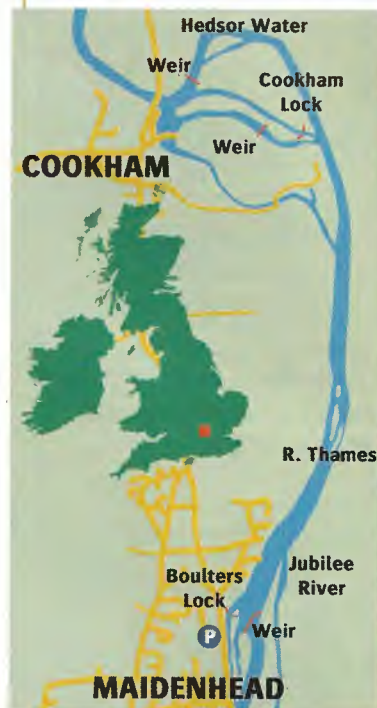 Hedsor Water
Weir
Cookham
Lock
Weir
COOKHAM
R. Thames
Jubilee
River
Boulters
Lock
P
Weir
MAIDENHEAD